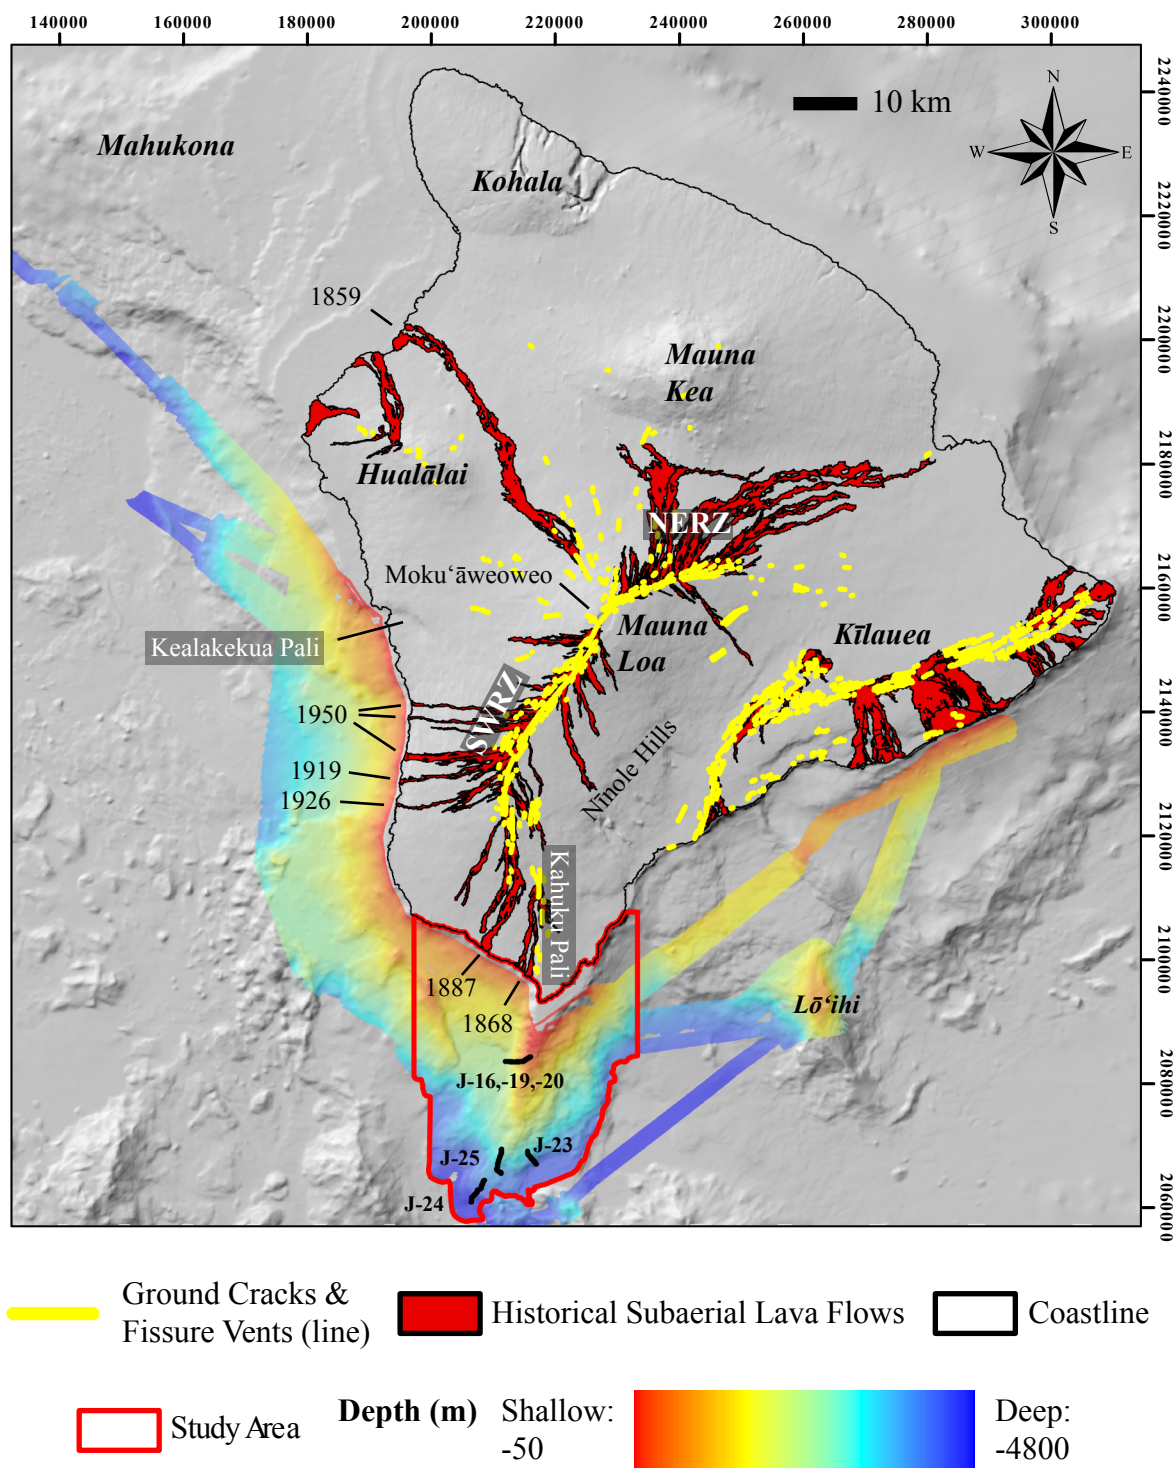 140000 160000 180000 200000 220000 240000 260000 280000 300000
2240000
2220000
2200000
2180000
2160000
2140000
2120000
2100000
2080000
2060000
10 km
N
W E
S
Mahukona
Kohala
1859
Mauna
Kea
Hualālai
NERZ
Mokuʻāweoweo
Mauna
Loa
Kīlauea
Kealakekua Pali
SWRZ
1950
1919
1926
Nīnole Hills
Kahuku Pali
1887
1868
Lōʻihi
J-16,-19,-20
J-23
J-25
J-24
Ground Cracks &
Fissure Vents (line)
Historical Subaerial Lava Flows
Coastline
Study Area
Depth (m)
Shallow:
-50
Deep:
-4800